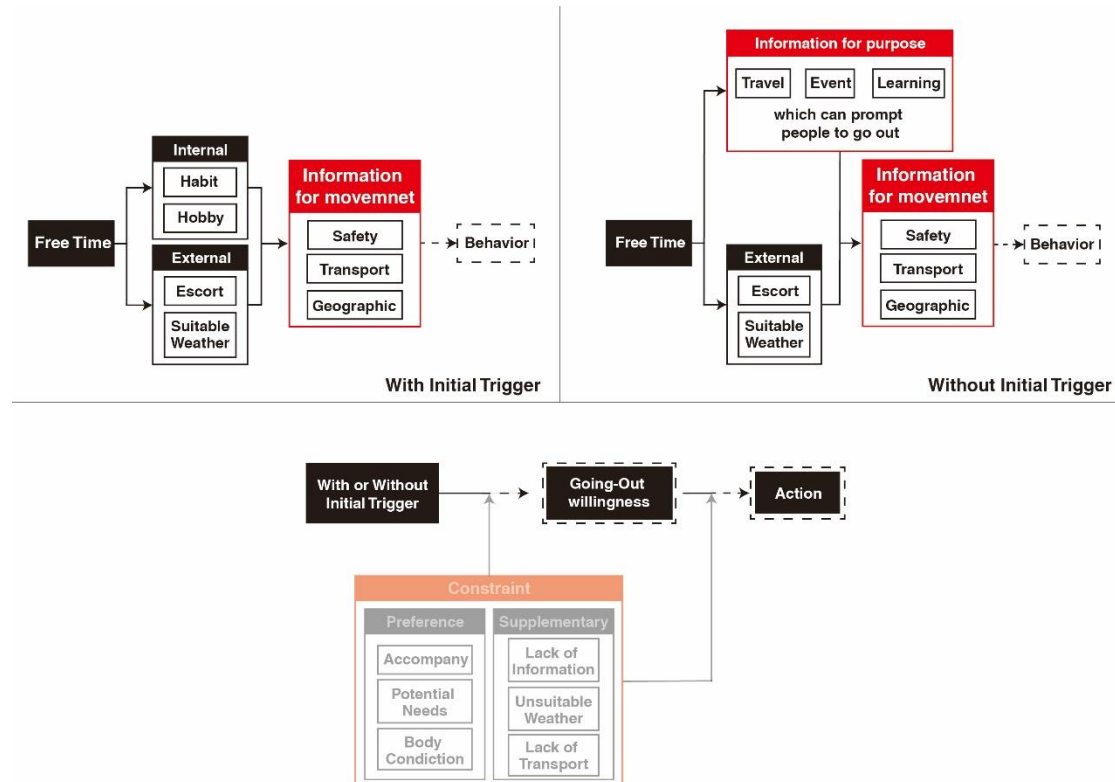 Internal
Habit
Hobby
Free Time
External
Escort
Suitable
Weather
Information
for movemnet
Safety
Transport
Geographic
Behavior
With Initial Trigger
Information for purpose
Travel
Event
Learning
which can prompt
people to go out
Free Time
External
Escort
Suitable
Weather
Information
for movemnet
Safety
Transport
Geographic
Behavior
Without Initial Trigger
With or Without
Initial Trigger
Going-Out
willingness
Action
Constraint
Preference
Accompany
Potential
Needs
Body
Condiction
Supplementary
Lack of
Information
Unsuitable
Weather
Lack of
Transport